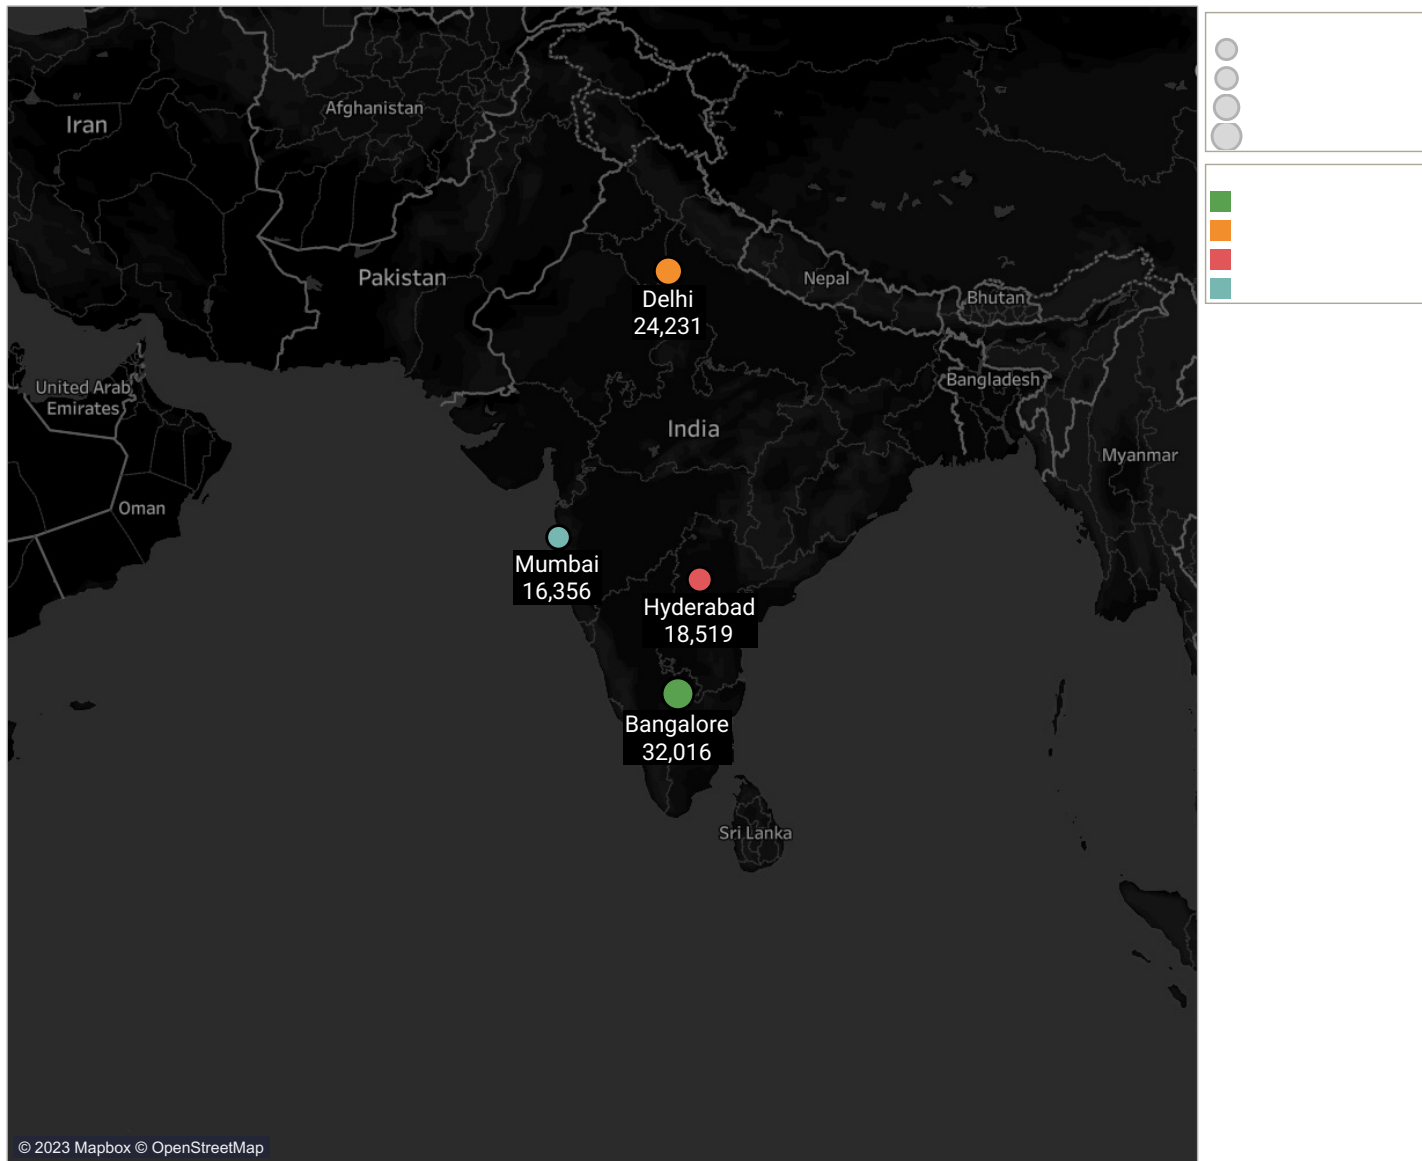 Afghanistan
Iran
Pakistan
Nepal
Bhutan
Delhi
24,231
United Arab
Emirates
Bangladesh
India
Myanmar
Oman
Mumbai
16,356
Hyderabad
18,519
Bangalore
32,016
Sri Lanka
© 2023 Mapbox © OpenStreetMap